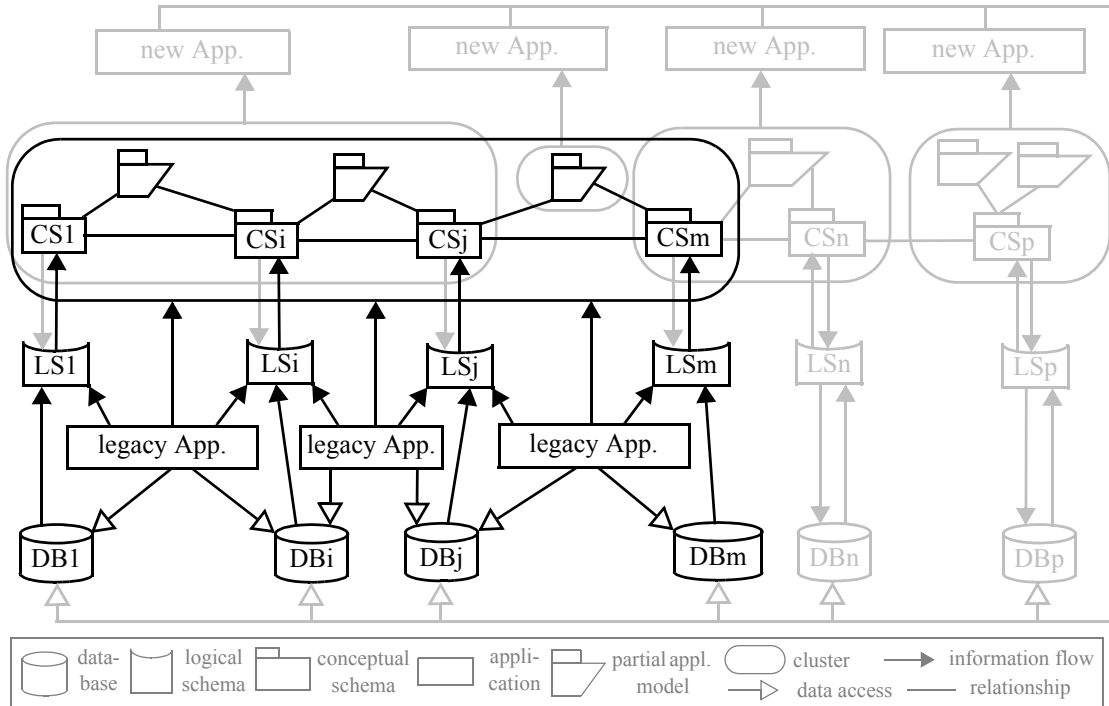 new App.
new App.
new App.
new App.
CS1
CSi
CSj
CSm
CSn
CSp
LS1
LSi
LSj
LSm
LSn
LSp
legacy App.
legacy App.
legacy App.
DB1
DBi
DBj
DBm
DBn
DBp
data-
base
logical
schema
conceptual
schema
appli-
cation
partial appl.
model
cluster
data access
information flow
relationship